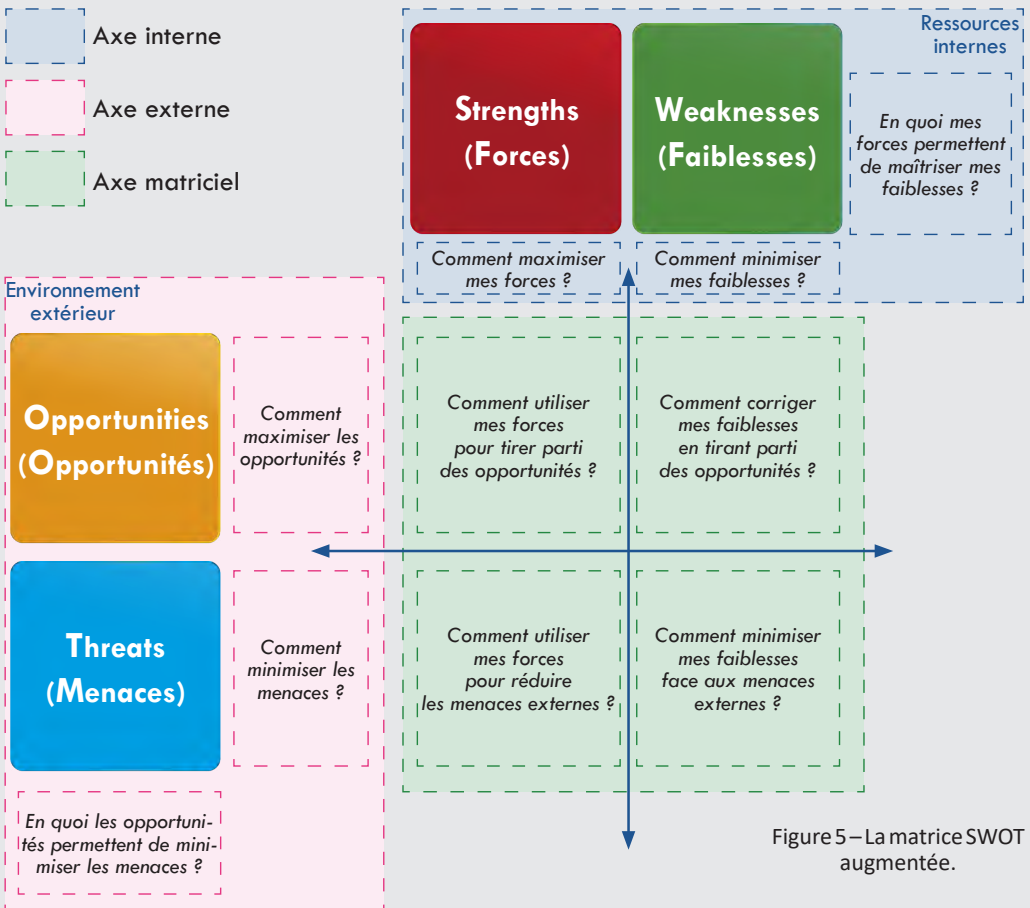 Axe interne
Axe externe
Axe matriciel
Ressources
internes
Strengths
(Forces)
Weaknesses
(Faiblesses)
En quoi mes
forces permettent
de maîtriser mes
faiblesses ?
Comment maximiser
mes forces ?
Comment minimiser
mes faiblesses ?
Environnement
extérieur
Opportunities
(Opportunités)
Comment
maximiser les
opportunités ?
Comment utiliser
mes forces
pour tirer parti
des opportunités ?
Comment corriger
mes faiblesses
en tirant parti
des opportunités ?
Threats
(Menaces)
Comment
minimiser les
menaces ?
Comment utiliser
mes forces
pour réduire
les menaces externes ?
Comment minimiser
mes faiblesses
face aux menaces
externes ?
En quoi les opportuni-
tés permettent de mini-
miser les menaces ?
Figure 5 – La matrice SWOT
augmentée.